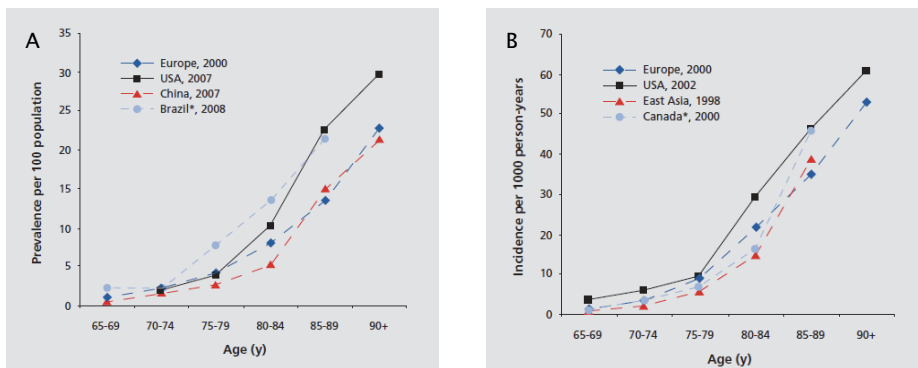 A
Prevalence per 100 population
35
30
25
20
15
10
5
0
Europe, 2000
USA, 2007
China, 2007
Brazil*, 2008
65-69 70-74 75-79 80-84 85-89 90+
Age (y)
B
Incidence per 1000 person-years
70
60
50
40
30
20
10
0
Europe, 2000
USA, 2002
East Asia, 1998
Canada*, 2000
65-69 70-74 75-79 80-84 85-89 90+
Age (y)